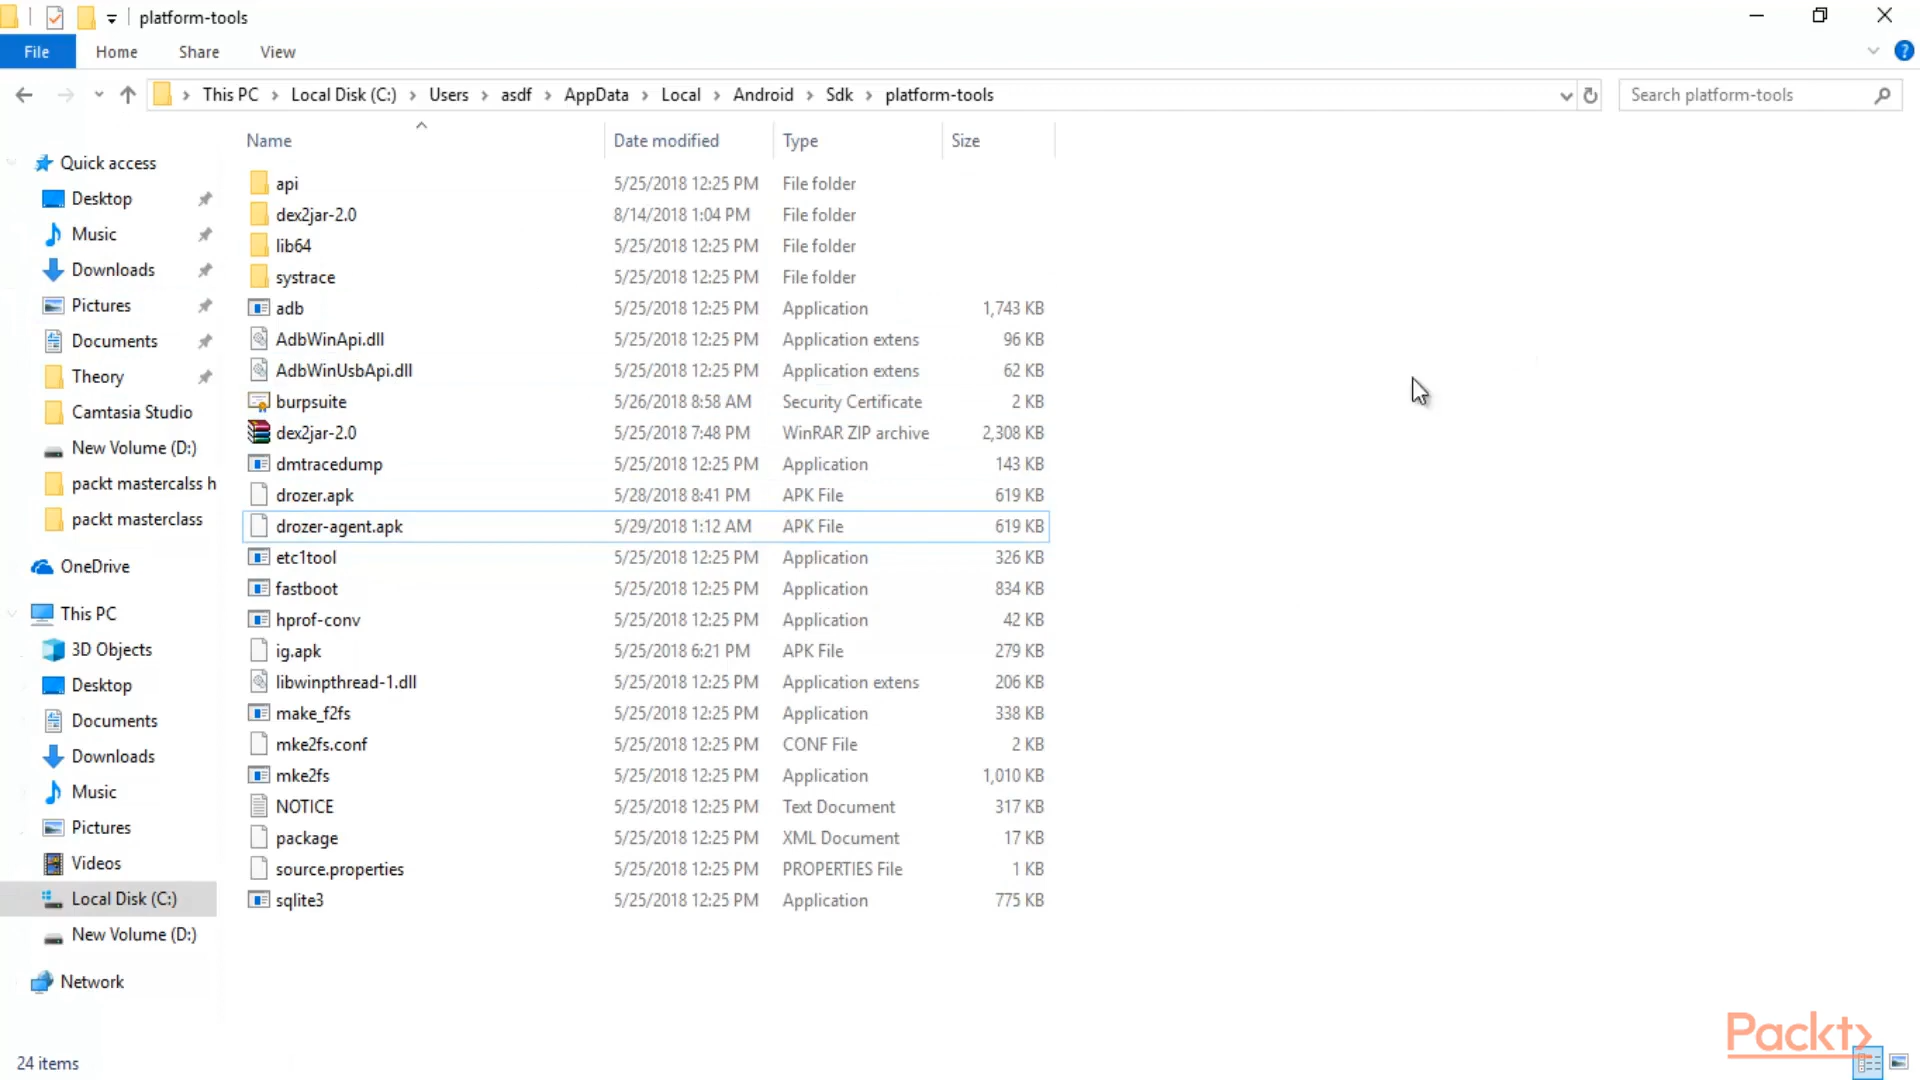 platform-tools
File Home Share View
This PC Local Disk (C:) Users asdf AppData Local Android Sdk platform-tools
Search platform-tools
Name Date modified Type Size
Quick access
Desktop
Music
Downloads
Pictures
Documents
Theory
Camtasia Studio
New Volume (D:)
packt mastercalss h
packt masterclass
OneDrive
This PC
3D Objects
Desktop
Documents
Downloads
Music
Pictures
Videos
Local Disk (C:)
New Volume (D:)
Network
api 5/25/2018 12:25 PM File folder
dex2jar-2.0 8/14/2018 1:04 PM File folder
lib64 5/25/2018 12:25 PM File folder
systrace 5/25/2018 12:25 PM File folder
adb 5/25/2018 12:25 PM Application 1,743 KB
AdbWinApi.dll 5/25/2018 12:25 PM Application extens 96 KB
AdbWinUsbApi.dll 5/25/2018 12:25 PM Application extens 62 KB
burpsuite 5/26/2018 8:58 AM Security Certificate 2 KB
dex2jar-2.0 5/25/2018 7:48 PM WinRAR ZIP archive 2,308 KB
dmtracedump 5/25/2018 12:25 PM Application 143 KB
drozer.apk 5/28/2018 8:41 PM APK File 619 KB
drozer-agent.apk 5/29/2018 1:12 AM APK File 619 KB
etc1tool 5/25/2018 12:25 PM Application 326 KB
fastboot 5/25/2018 12:25 PM Application 834 KB
hprof-conv 5/25/2018 12:25 PM Application 42 KB
ig.apk 5/25/2018 6:21 PM APK File 279 KB
libwinpthread-1.dll 5/25/2018 12:25 PM Application extens 206 KB
make_f2fs 5/25/2018 12:25 PM Application 338 KB
mke2fs.conf 5/25/2018 12:25 PM CONF File 2 KB
mke2fs 5/25/2018 12:25 PM Application 1,010 KB
NOTICE 5/25/2018 12:25 PM Text Document 317 KB
package 5/25/2018 12:25 PM XML Document 17 KB
source.properties 5/25/2018 12:25 PM PROPERTIES File 1 KB
sqlite3 5/25/2018 12:25 PM Application 775 KB
Packt
24 items